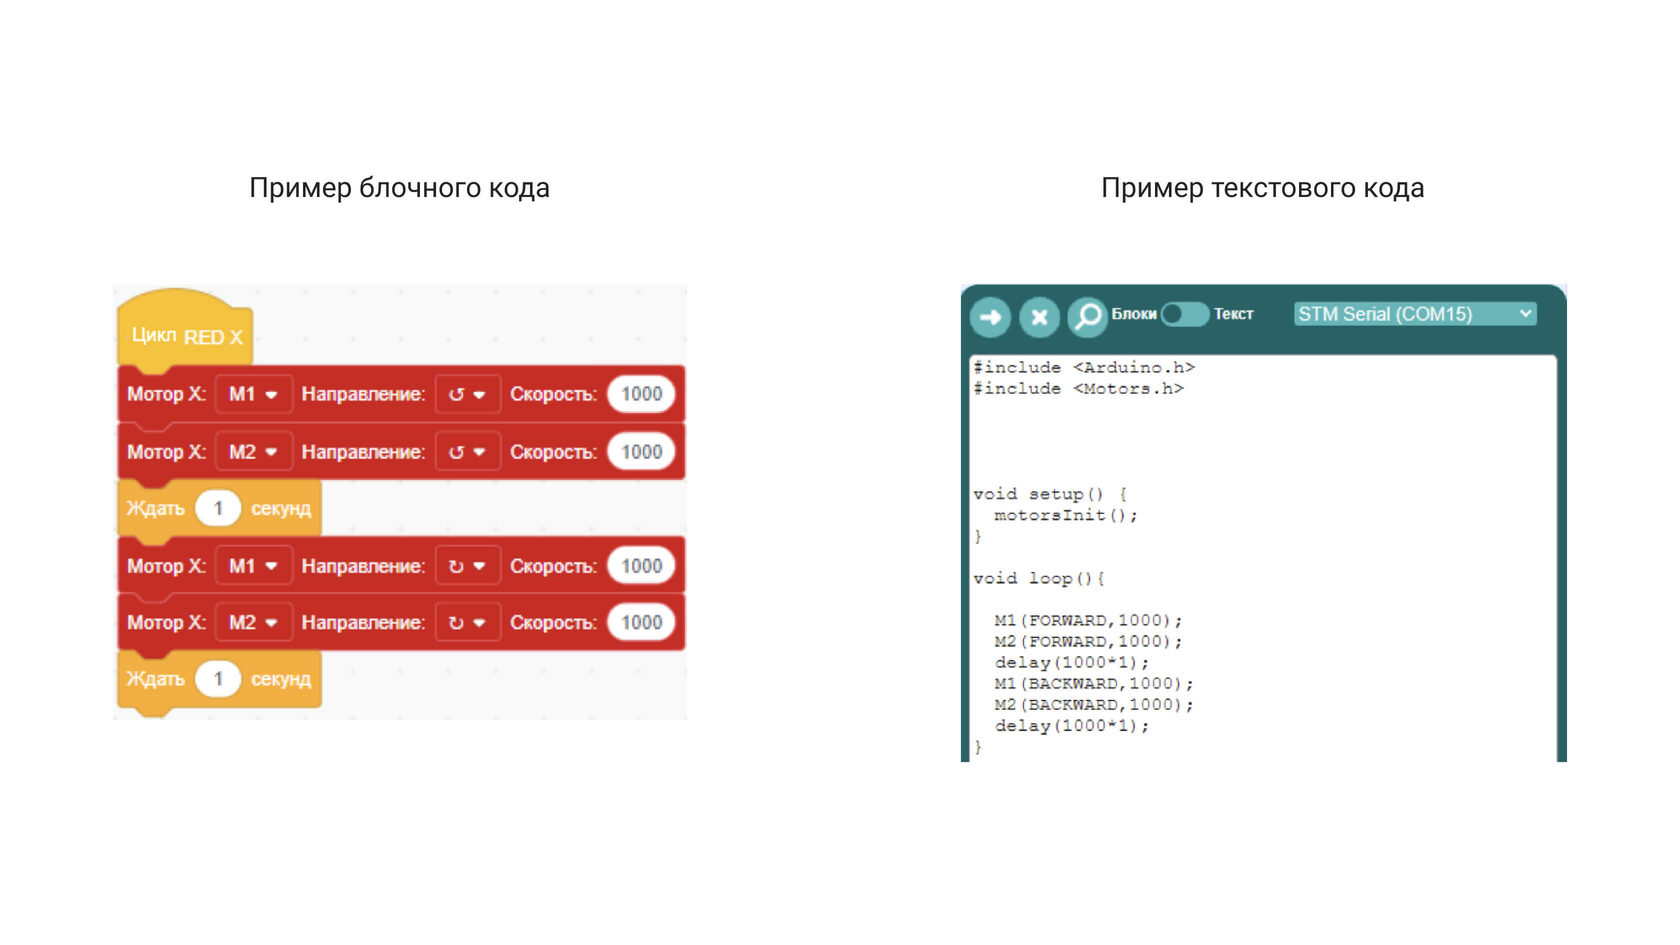 Пример блочного кода
Цикл RED X
Мотор X: M1 Направление: ↺ Скорость: 1000
Мотор X: M2 Направление: ↺ Скорость: 1000
Ждать 1 секунд
Мотор X: M1 Направление: ↻ Скорость: 1000
Мотор X: M2 Направление: ↻ Скорость: 1000
Ждать 1 секунд
Пример текстового кода
Блоки Текст STM Serial (COM15)
#include <Arduino.h>
#include <Motors.h>
void setup() {
motorsInit();
}
void loop(){
M1(FORWARD,1000);
M2(FORWARD,1000);
delay(1000*1);
M1(BACKWARD,1000);
M2(BACKWARD,1000);
delay(1000*1);
}